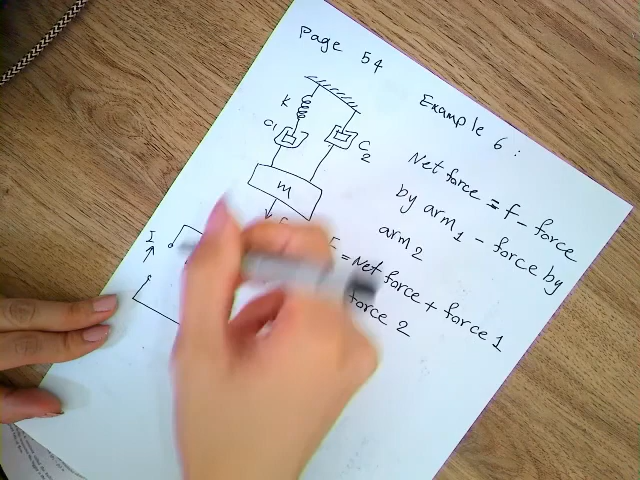 Page 54
Example 6 :
K
C1
C2
m
Net force = f - force
by arm1 - force by
arm2
= Net force + force 1
force 2
I